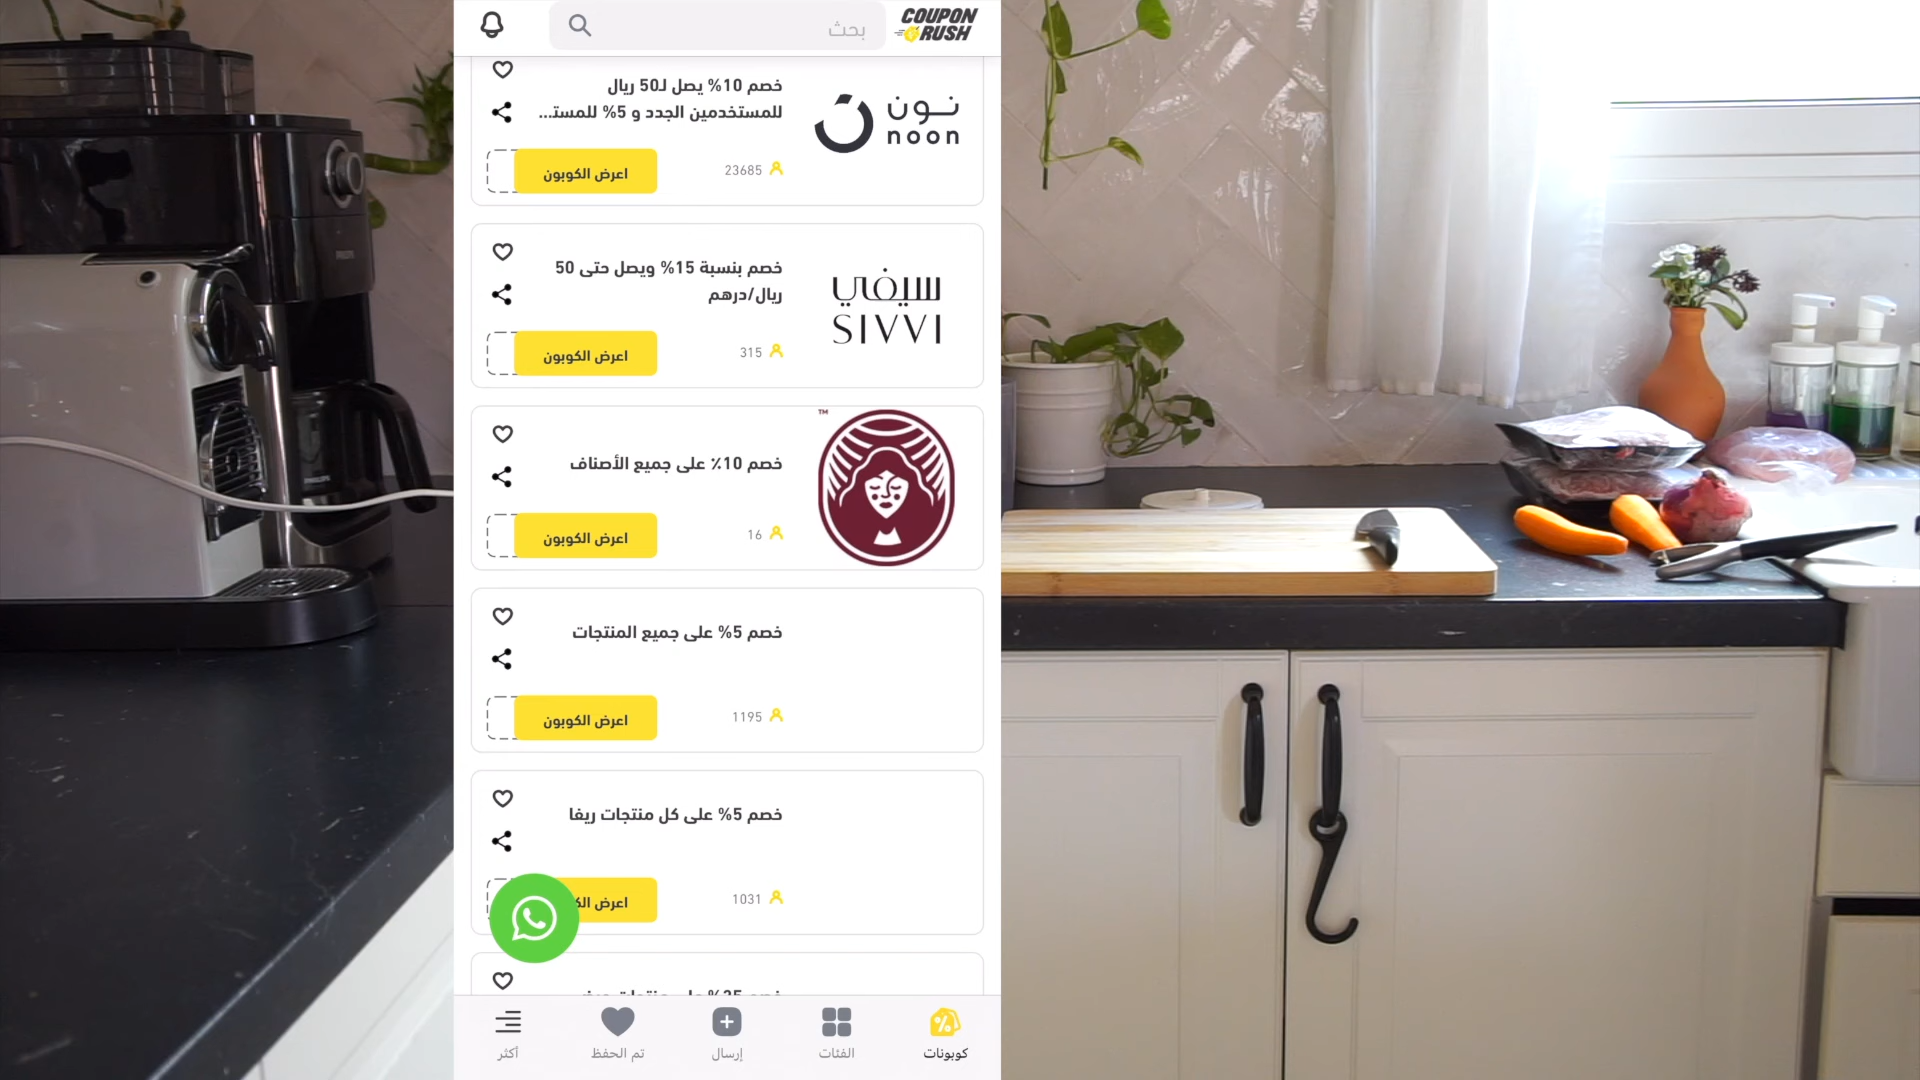 COUPON
RUSH
بحث
خصم 10% يصل لـ50 ريال
للمستخدمين الجدد و 5% للمستـ...
نون
noon
23685
اعرض الكوبون
خصم بنسبة 15% ويصل حتى 50
ريال/درهم
سيفي
SIVVI
315
اعرض الكوبون
خصم 10٪ على جميع الأصناف
TM
16
اعرض الكوبون
خصم 5% على جميع المنتجات
1195
اعرض الكوبون
خصم 5% على كل منتجات ريفا
1031
اعرض الكو
كوبونات
الفئات
إرسال
تم الحفظ
أكثر
PHILIPS